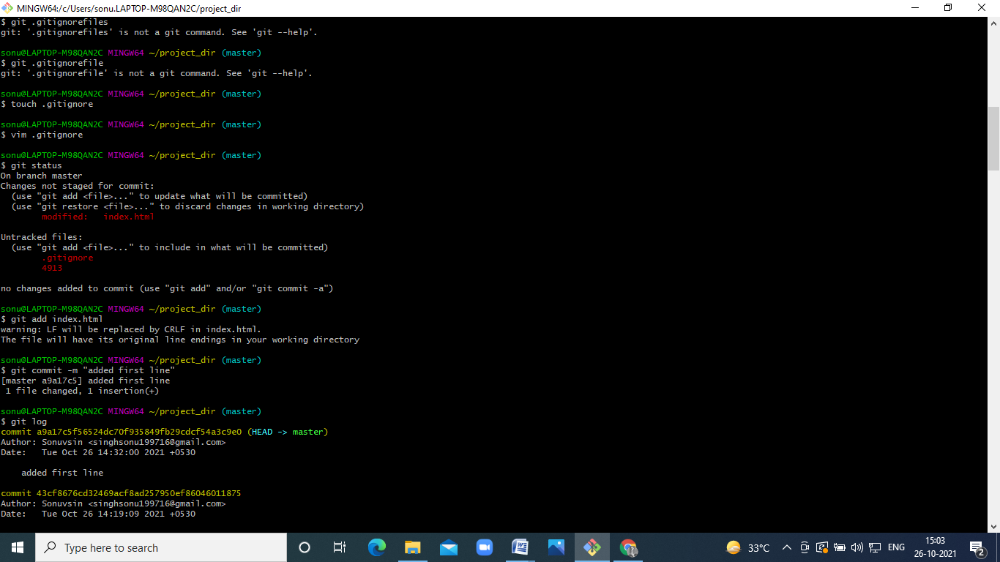 MINGW64:/c/Users/sonu.LAPTOP-M98QAN2C/project_dir
$ git .gitignorefiles
git: '.gitignorefiles' is not a git command. See 'git --help'.
sonu@LAPTOP-M98QAN2C MINGW64 ~/project_dir (master)
$ git .gitignorefile
git: '.gitignorefile' is not a git command. See 'git --help'.
sonu@LAPTOP-M98QAN2C MINGW64 ~/project_dir (master)
$ touch .gitignore
sonu@LAPTOP-M98QAN2C MINGW64 ~/project_dir (master)
$ vim .gitignore
sonu@LAPTOP-M98QAN2C MINGW64 ~/project_dir (master)
$ git status
On branch master
Changes not staged for commit:
  (use "git add <file>..." to update what will be committed)
  (use "git restore <file>..." to discard changes in working directory)
        modified:   index.html
Untracked files:
  (use "git add <file>..." to include in what will be committed)
        .gitignore
        4913
no changes added to commit (use "git add" and/or "git commit -a")
sonu@LAPTOP-M98QAN2C MINGW64 ~/project_dir (master)
$ git add index.html
warning: LF will be replaced by CRLF in index.html.
The file will have its original line endings in your working directory
sonu@LAPTOP-M98QAN2C MINGW64 ~/project_dir (master)
$ git commit -m "added first line"
[master a9a17c5] added first line
 1 file changed, 1 insertion(+)
sonu@LAPTOP-M98QAN2C MINGW64 ~/project_dir (master)
$ git log
commit a9a17c5f56524dc70f935849fb29cdcf54a3c9e0 (HEAD -> master)
Author: Sonuvsin <singhsonu199716@gmail.com>
Date:   Tue Oct 26 14:32:00 2021 +0530
    added first line
commit 43cf8676cd32469acf8ad257950ef86046011875
Author: Sonuvsin <singhsonu199716@gmail.com>
Date:   Tue Oct 26 14:19:09 2021 +0530
Type here to search
33°C
ENG
15:03
26-10-2021
2